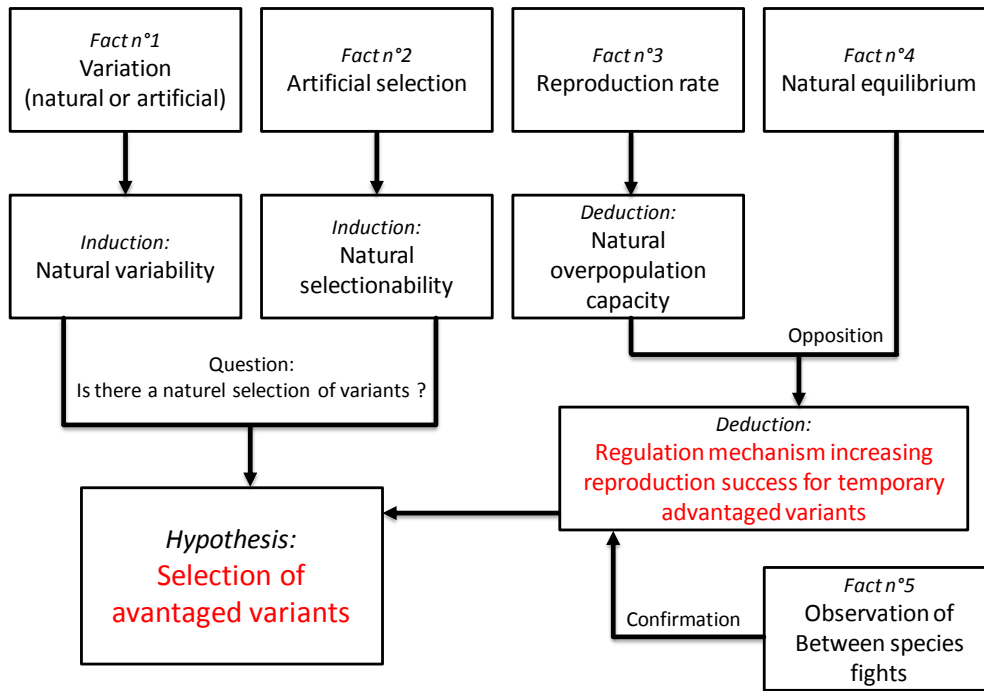 Fact n°1
Variation
(natural or artificial)
Fact n°2
Artificial selection
Fact n°3
Reproduction rate
Fact n°4
Natural equilibrium
Induction:
Natural variability
Induction:
Natural
selectionability
Deduction:
Natural
overpopulation
capacity
Opposition
Question:
Is there a naturel selection of variants ?
Deduction:
Regulation mechanism increasing
reproduction success for temporary
advantaged variants
Hypothesis:
Selection of
avantaged variants
Confirmation
Fact n°5
Observation of
Between species
fights